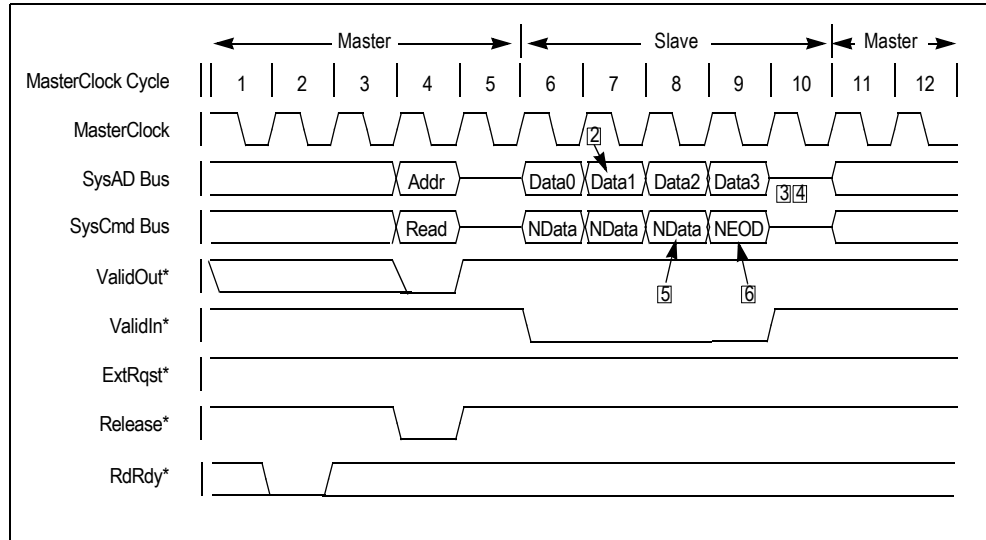 Master Slave Master
MasterClock Cycle 1 2 3 4 5 6 7 8 9 10 11 12
MasterClock
2
SysAD Bus Addr Data0 Data1 Data2 Data3
3 4
SysCmd Bus Read NData NData NData NEOD
ValidOut*
5 6
ValidIn*
ExtRqst*
Release*
RdRdy*